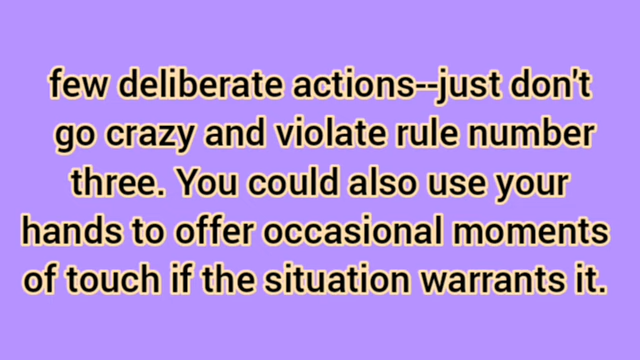 few deliberate actions--just don't
go crazy and violate rule number
three. You could also use your
hands to offer occasional moments
of touch if the situation warrants it.